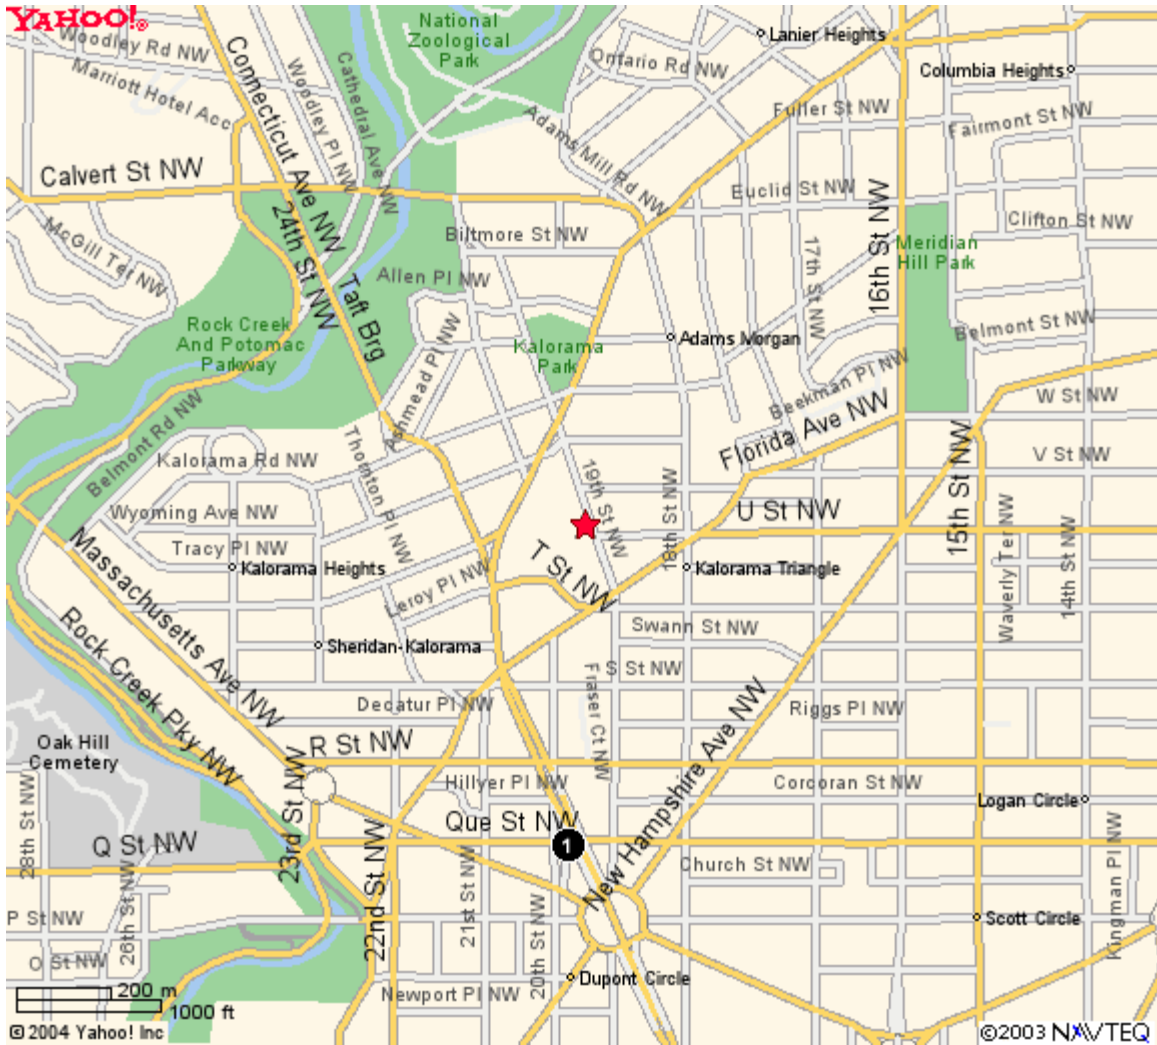 YAHOO!®
National
Zoological
Park
Lanier Heights
Woodley Rd NW
Connecticut Ave NW
Woodley Pl NW
Cathedral Ave NW
Ontario Rd NW
Columbia Heights
Marriott Hotel Acc
Fuller St NW
Fairmont St NW
Adams Mill Rd NW
Calvert St NW
Euclid St NW
16th St NW
Clifton St NW
McGill Ter NW
24th St NW
Biltmore St NW
17th St NW
Meridian
Hill Park
Allen Pl NW
Taft Brg
Rock Creek
And Potomac
Parkway
Kalorama
Park
Adams Morgan
Belmont St NW
Ashmead Pl NW
Beekman Pl NW
W St NW
Belmont Rd NW
Florida Ave NW
Thornton Pl NW
Kalorama Rd NW
V St NW
19th St NW
18th St NW
15th St NW
Wyoming Ave NW
U St NW
Waverly Ter NW
14th St NW
Tracy Pl NW
Massachusetts Ave NW
Kalorama Heights
Leroy Pl NW
T St NW
Kalorama Triangle
Swann St NW
Rock Creek Pky NW
Sheridan-Kalorama
S St NW
Decatur Pl NW
Fraser Ct NW
New Hampshire Ave NW
Riggs Pl NW
Oak Hill
Cemetery
R St NW
Hillyer Pl NW
Corcoran St NW
Logan Circle
28th St NW
23rd St NW
Que St NW
Q St NW
1
Church St NW
Kingman Pl NW
P St NW
26th St NW
22nd St NW
21st St NW
20th St NW
Scott Circle
O St NW
Dupont Circle
Newport Pl NW
200 m
1000 ft
© 2004 Yahoo! Inc
©2003 NAVTEQ